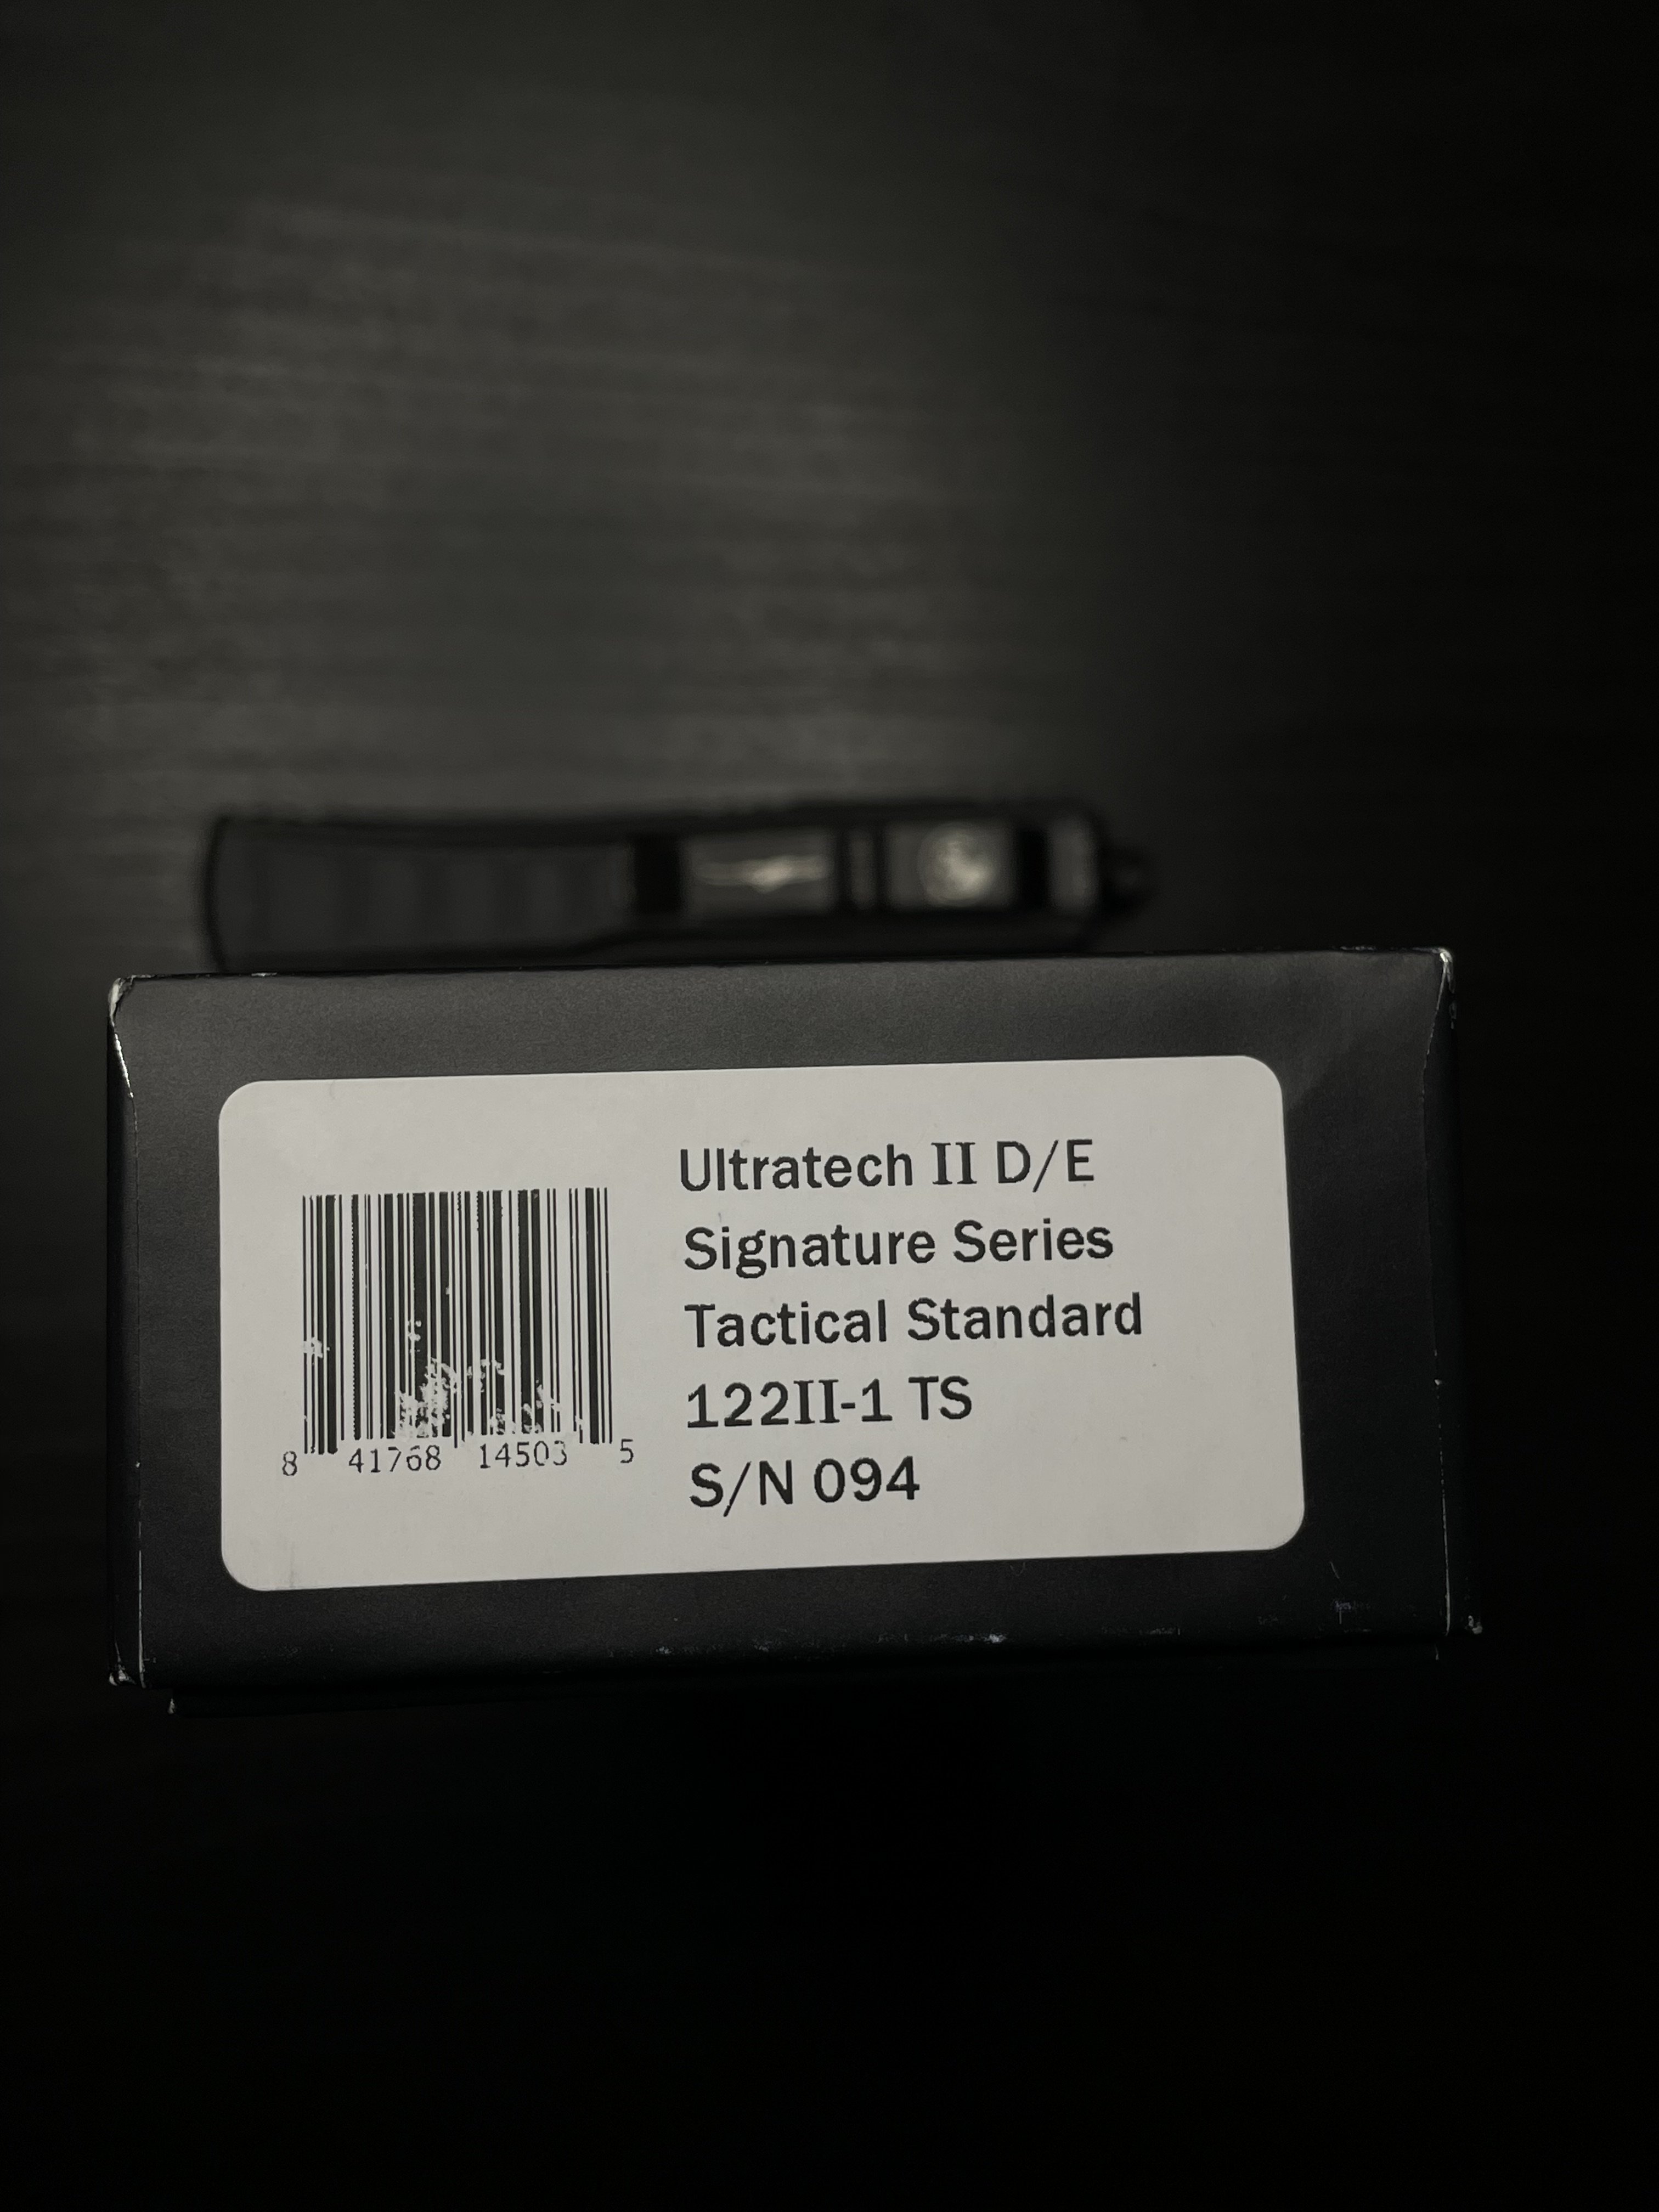 Ultratech II D/E
Signature Series
Tactical Standard
122II-1 TS
S/N 094
8 41768 14503 5